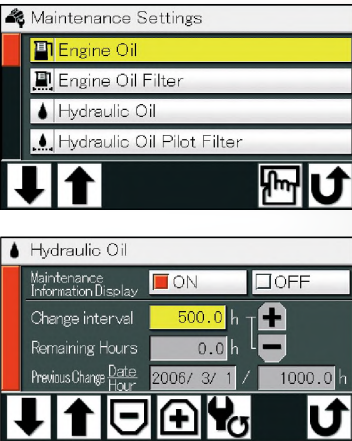 Maintenance Settings
Engine Oil
Engine Oil Filter
Hydraulic Oil
Hydraulic Oil Pilot Filter
Hydraulic Oil
Maintenance
Information Display ON OFF
Change interval 500.0 h
Remaining Hours 0.0 h
Previous Change Date
Hour 2006/ 3/ 1 / 1000.0 h